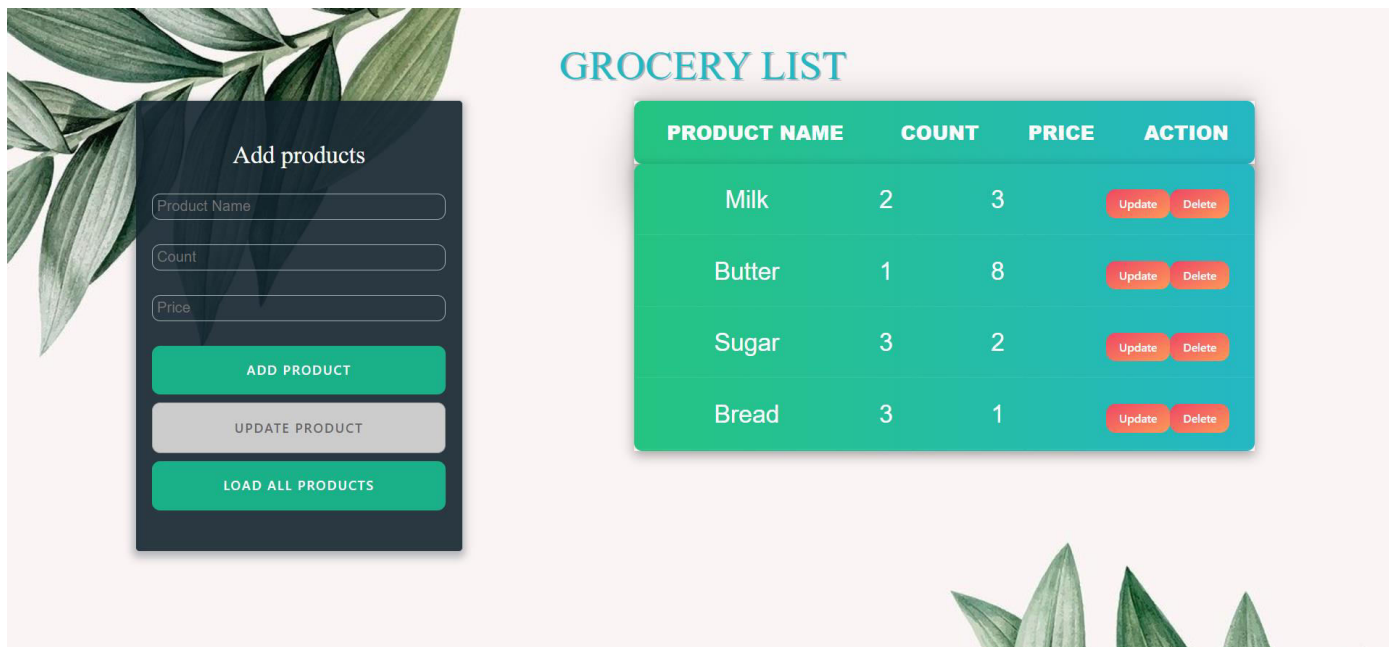 GROCERY LIST
Add products
Product Name
Count
Price
ADD PRODUCT
UPDATE PRODUCT
LOAD ALL PRODUCTS
PRODUCT NAME COUNT PRICE ACTION
Milk 2 3 Update Delete
Butter 1 8 Update Delete
Sugar 3 2 Update Delete
Bread 3 1 Update Delete